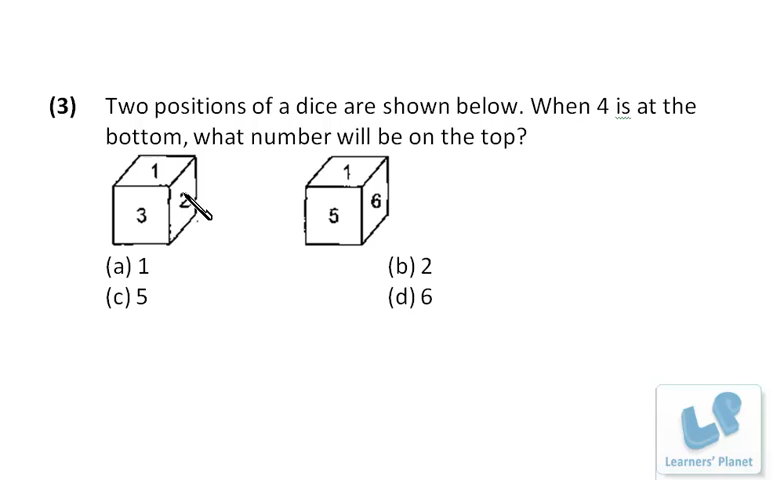 (3) Two positions of a dice are shown below. When 4 is at the
bottom, what number will be on the top?
1 1
3 2 5 6
(a) 1 (b) 2
(c) 5 (d) 6
LP
Learners' Planet